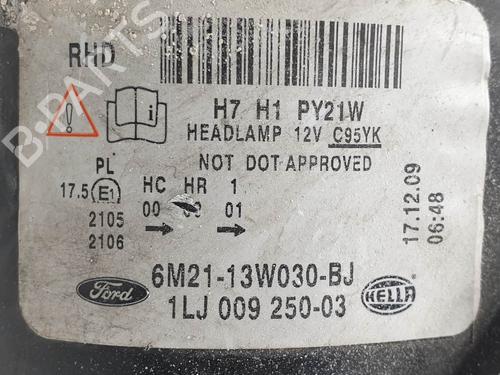 RHD
H7 H1 PY21W
HEADLAMP 12V C95YK
NOT DOT APPROVED
PL HC HR 1
17.5 E1 00 01
2105
2106
17.12.09
06:48
Ford
6M21-13W030-BJ
1LJ 009 250-03
HELLA
B-PARTS